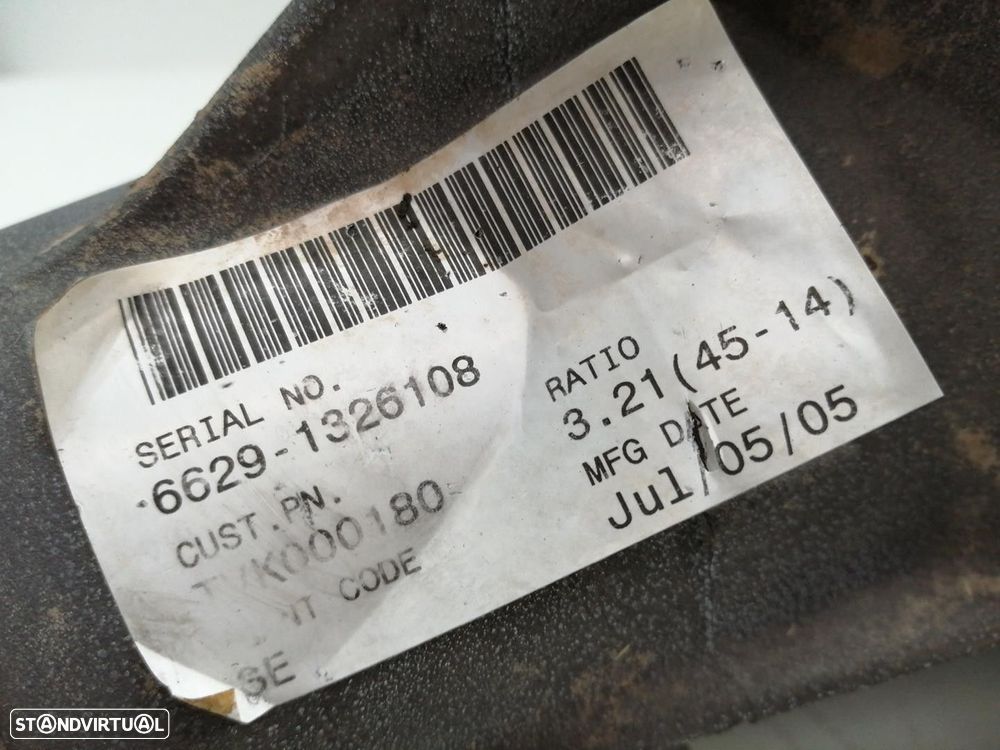 SERIAL NO.
6629-1326108
CUST.PN.
K000180
CODE
SE
RATIO
3.21(45-14)
MFG DATE
Jul/05/05
STANDVIRTUAL